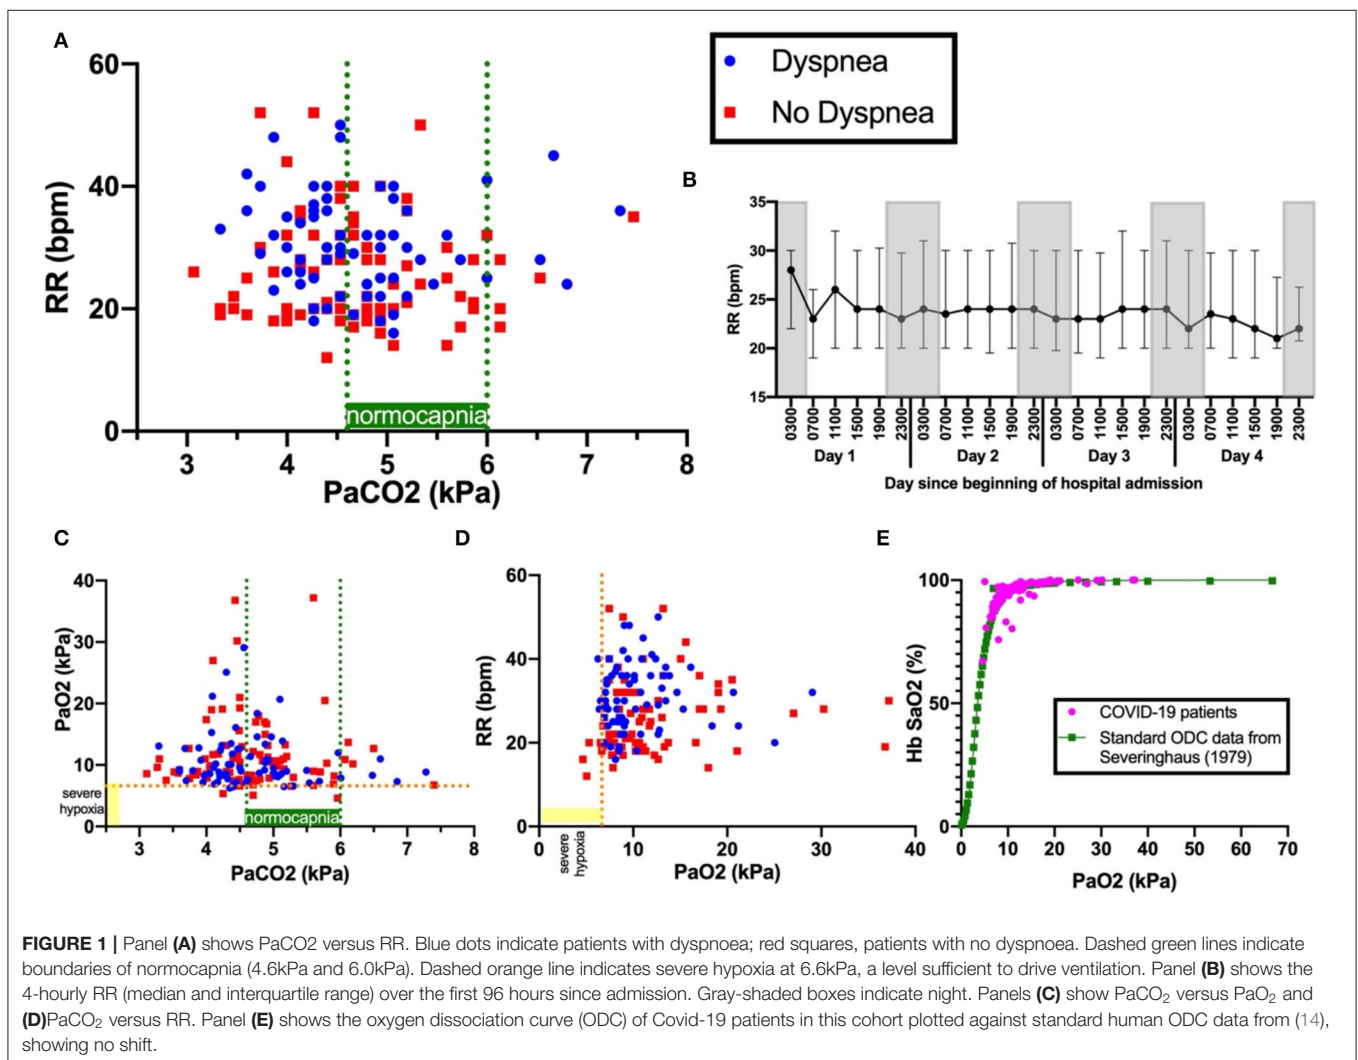 A
60
40
20
0
RR (bpm)
normocapnia
3 4 5 6 7 8
PaCO2 (kPa)
Dyspnea
No Dyspnea
B
35
30
25
20
15
RR (bpm)
0300 0700 1100 1500 1900 2300 0300 0700 1100 1500 1900 2300 0300 0700 1100 1500 1900 2300 0300 0700 1100 1500 1900 2300
Day 1 Day 2 Day 3 Day 4
Day since beginning of hospital admission
C
40
30
20
10
0
PaO2 (kPa)
severe
hypoxia
normocapnia
3 4 5 6 7 8
PaCO2 (kPa)
D
60
40
20
0
RR (bpm)
0 10 20 30 40
severe
hypoxia
PaO2 (kPa)
E
100
50
0
Hb SaO2 (%)
COVID-19 patients
Standard ODC data from
Severinghaus (1979)
0 10 20 30 40 50 60 70
PaO2 (kPa)
FIGURE 1 | Panel (A) shows PaCO2 versus RR. Blue dots indicate patients with dyspnoea; red squares, patients with no dyspnoea. Dashed green lines indicate
boundaries of normocapnia (4.6kPa and 6.0kPa). Dashed orange line indicates severe hypoxia at 6.6kPa, a level sufficient to drive ventilation. Panel (B) shows the
4-hourly RR (median and interquartile range) over the first 96 hours since admission. Gray-shaded boxes indicate night. Panels (C) show PaCO₂ versus PaO₂ and
(D)PaCO₂ versus RR. Panel (E) shows the oxygen dissociation curve (ODC) of Covid-19 patients in this cohort plotted against standard human ODC data from (14),
showing no shift.